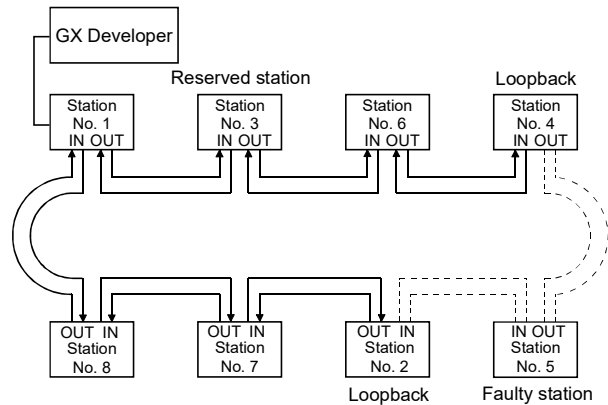 GX Developer
Reserved station
Loopback
Station
No. 1
IN OUT
Station
No. 3
IN OUT
Station
No. 6
IN OUT
Station
No. 4
IN OUT
OUT IN
Station
No. 8
OUT IN
Station
No. 7
OUT IN
Station
No. 2
IN OUT
Station
No. 5
Loopback
Faulty station